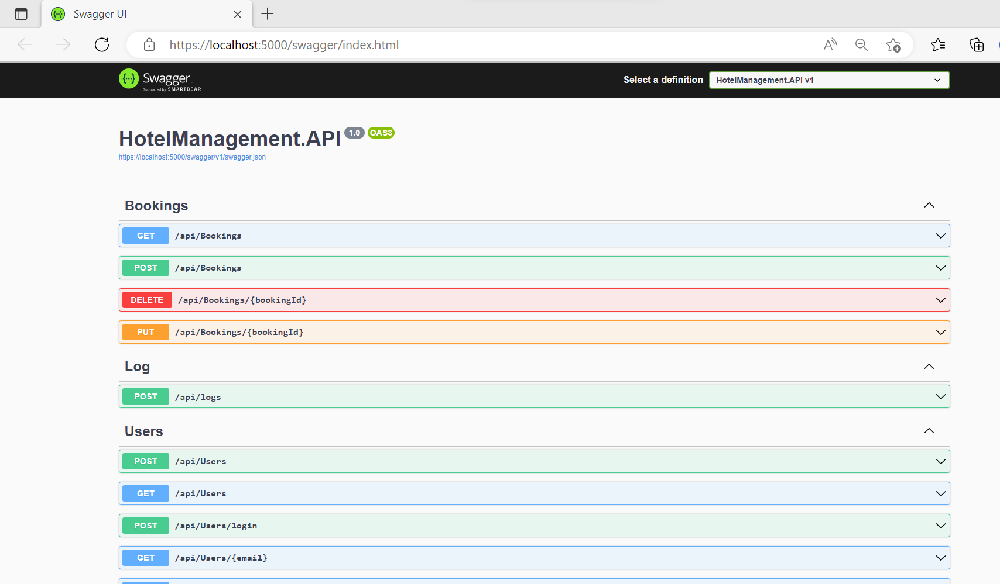 Swagger UI
https://localhost:5000/swagger/index.html
Swagger
Supported by SMARTBEAR
Select a definition
HotelManagement.API v1
HotelManagement.API 1.0 OAS3
https://localhost:5000/swagger/v1/swagger.json
Bookings
GET /api/Bookings
POST /api/Bookings
DELETE /api/Bookings/{bookingId}
PUT /api/Bookings/{bookingId}
Log
POST /api/logs
Users
POST /api/Users
GET /api/Users
POST /api/Users/login
GET /api/Users/{email}